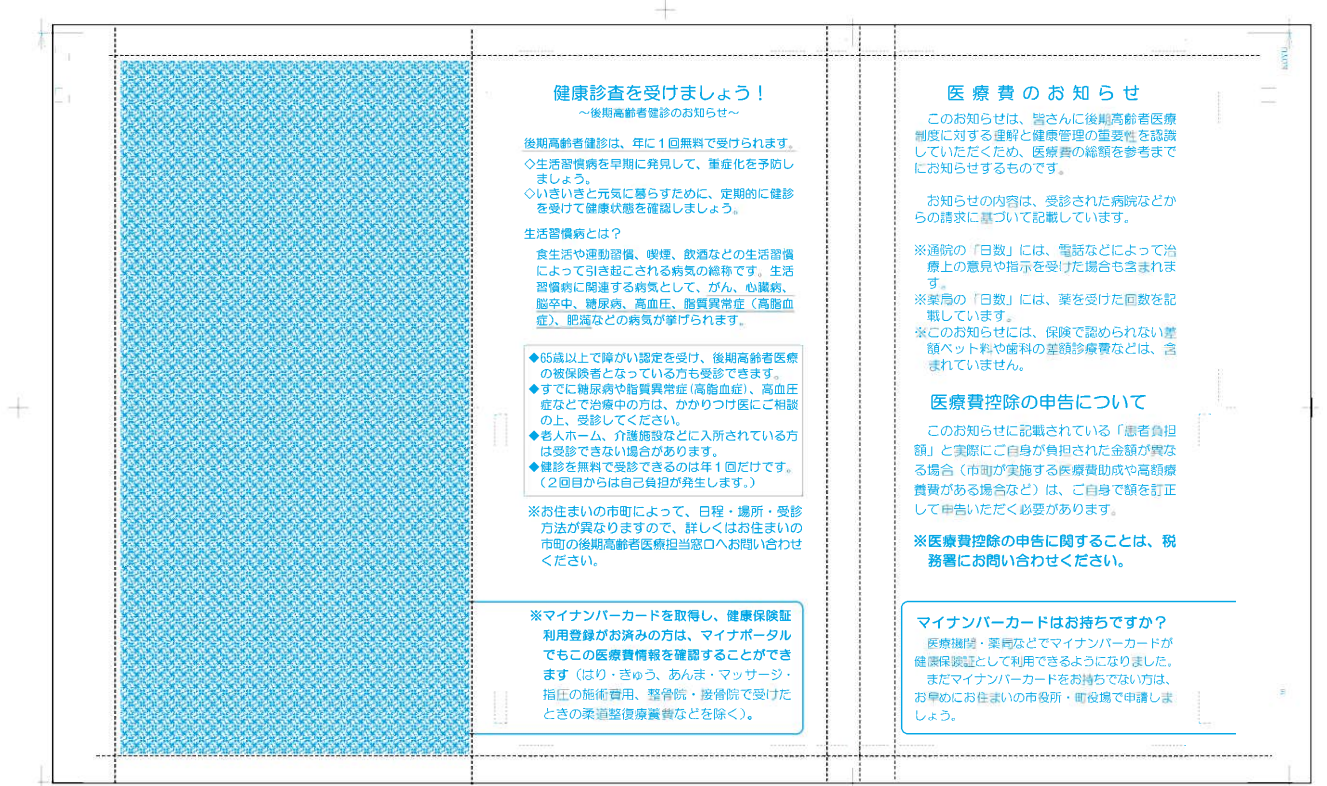 健康診査を受けましょう！
～後期高齢者健診のお知らせ～
後期高齢者健診は、年に１回無料で受けられます。
◇生活習慣病を早期に発見して、重症化を予防し
ましょう。
◇いきいきと元気に暮らすために、定期的に健診
を受けて健康状態を確認しましょう。
生活習慣病とは？
食生活や運動習慣、喫煙、飲酒などの生活習慣
によって引き起こされる病気の総称です。生活
習慣病に関連する病気として、がん、心臓病、
脳卒中、糖尿病、高血圧、脂質異常症（高脂血
症）、肥満などの病気が挙げられます。
◆65歳以上で障がい認定を受け、後期高齢者医療
の被保険者となっている方も受診できます。
◆すでに糖尿病や脂質異常症(高脂血症)、高血圧
症などで治療中の方は、かかりつけ医にご相談
の上、受診してください。
◆老人ホーム、介護施設などに入所されている方
は受診できない場合があります。
◆健診を無料で受診できるのは年１回だけです。
（２回目からは自己負担が発生します。）
※お住まいの市町によって、日程・場所・受診
方法が異なりますので、詳しくはお住まいの
市町の後期高齢者医療担当窓口へお問い合わせ
ください。
※マイナンバーカードを取得し、健康保険証
利用登録がお済みの方は、マイナポータル
でもこの医療費情報を確認することができ
ます（はり・きゅう、あんま・マッサージ・
指圧の施術費用、整骨院・接骨院で受けた
ときの柔道整復療養費などを除く）。
医療費のお知らせ
このお知らせは、皆さんに後期高齢者医療
制度に対する理解と健康管理の重要性を認識
していただくため、医療費の総額を参考まで
にお知らせするものです。
お知らせの内容は、受診された病院などか
らの請求に基づいて記載しています。
※通院の「日数」には、電話などによって治
療上の意見や指示を受けた場合も含まれま
す。
※薬局の「日数」には、薬を受けた回数を記
載しています。
※このお知らせには、保険で認められない差
額ベット料や歯科の差額診療費などは、含
まれていません。
医療費控除の申告について
このお知らせに記載されている「患者負担
額」と実際にご自身が負担された金額が異な
る場合（市町が実施する医療費助成や高額療
養費がある場合など）は、ご自身で額を訂正
して申告いただく必要があります。
※医療費控除の申告に関することは、税
務署にお問い合わせください。
マイナンバーカードはお持ちですか？
医療機関・薬局などでマイナンバーカードが
健康保険証として利用できるようになりました。
まだマイナンバーカードをお持ちでない方は、
お早めにお住まいの市役所・町役場で申請しま
しょう。